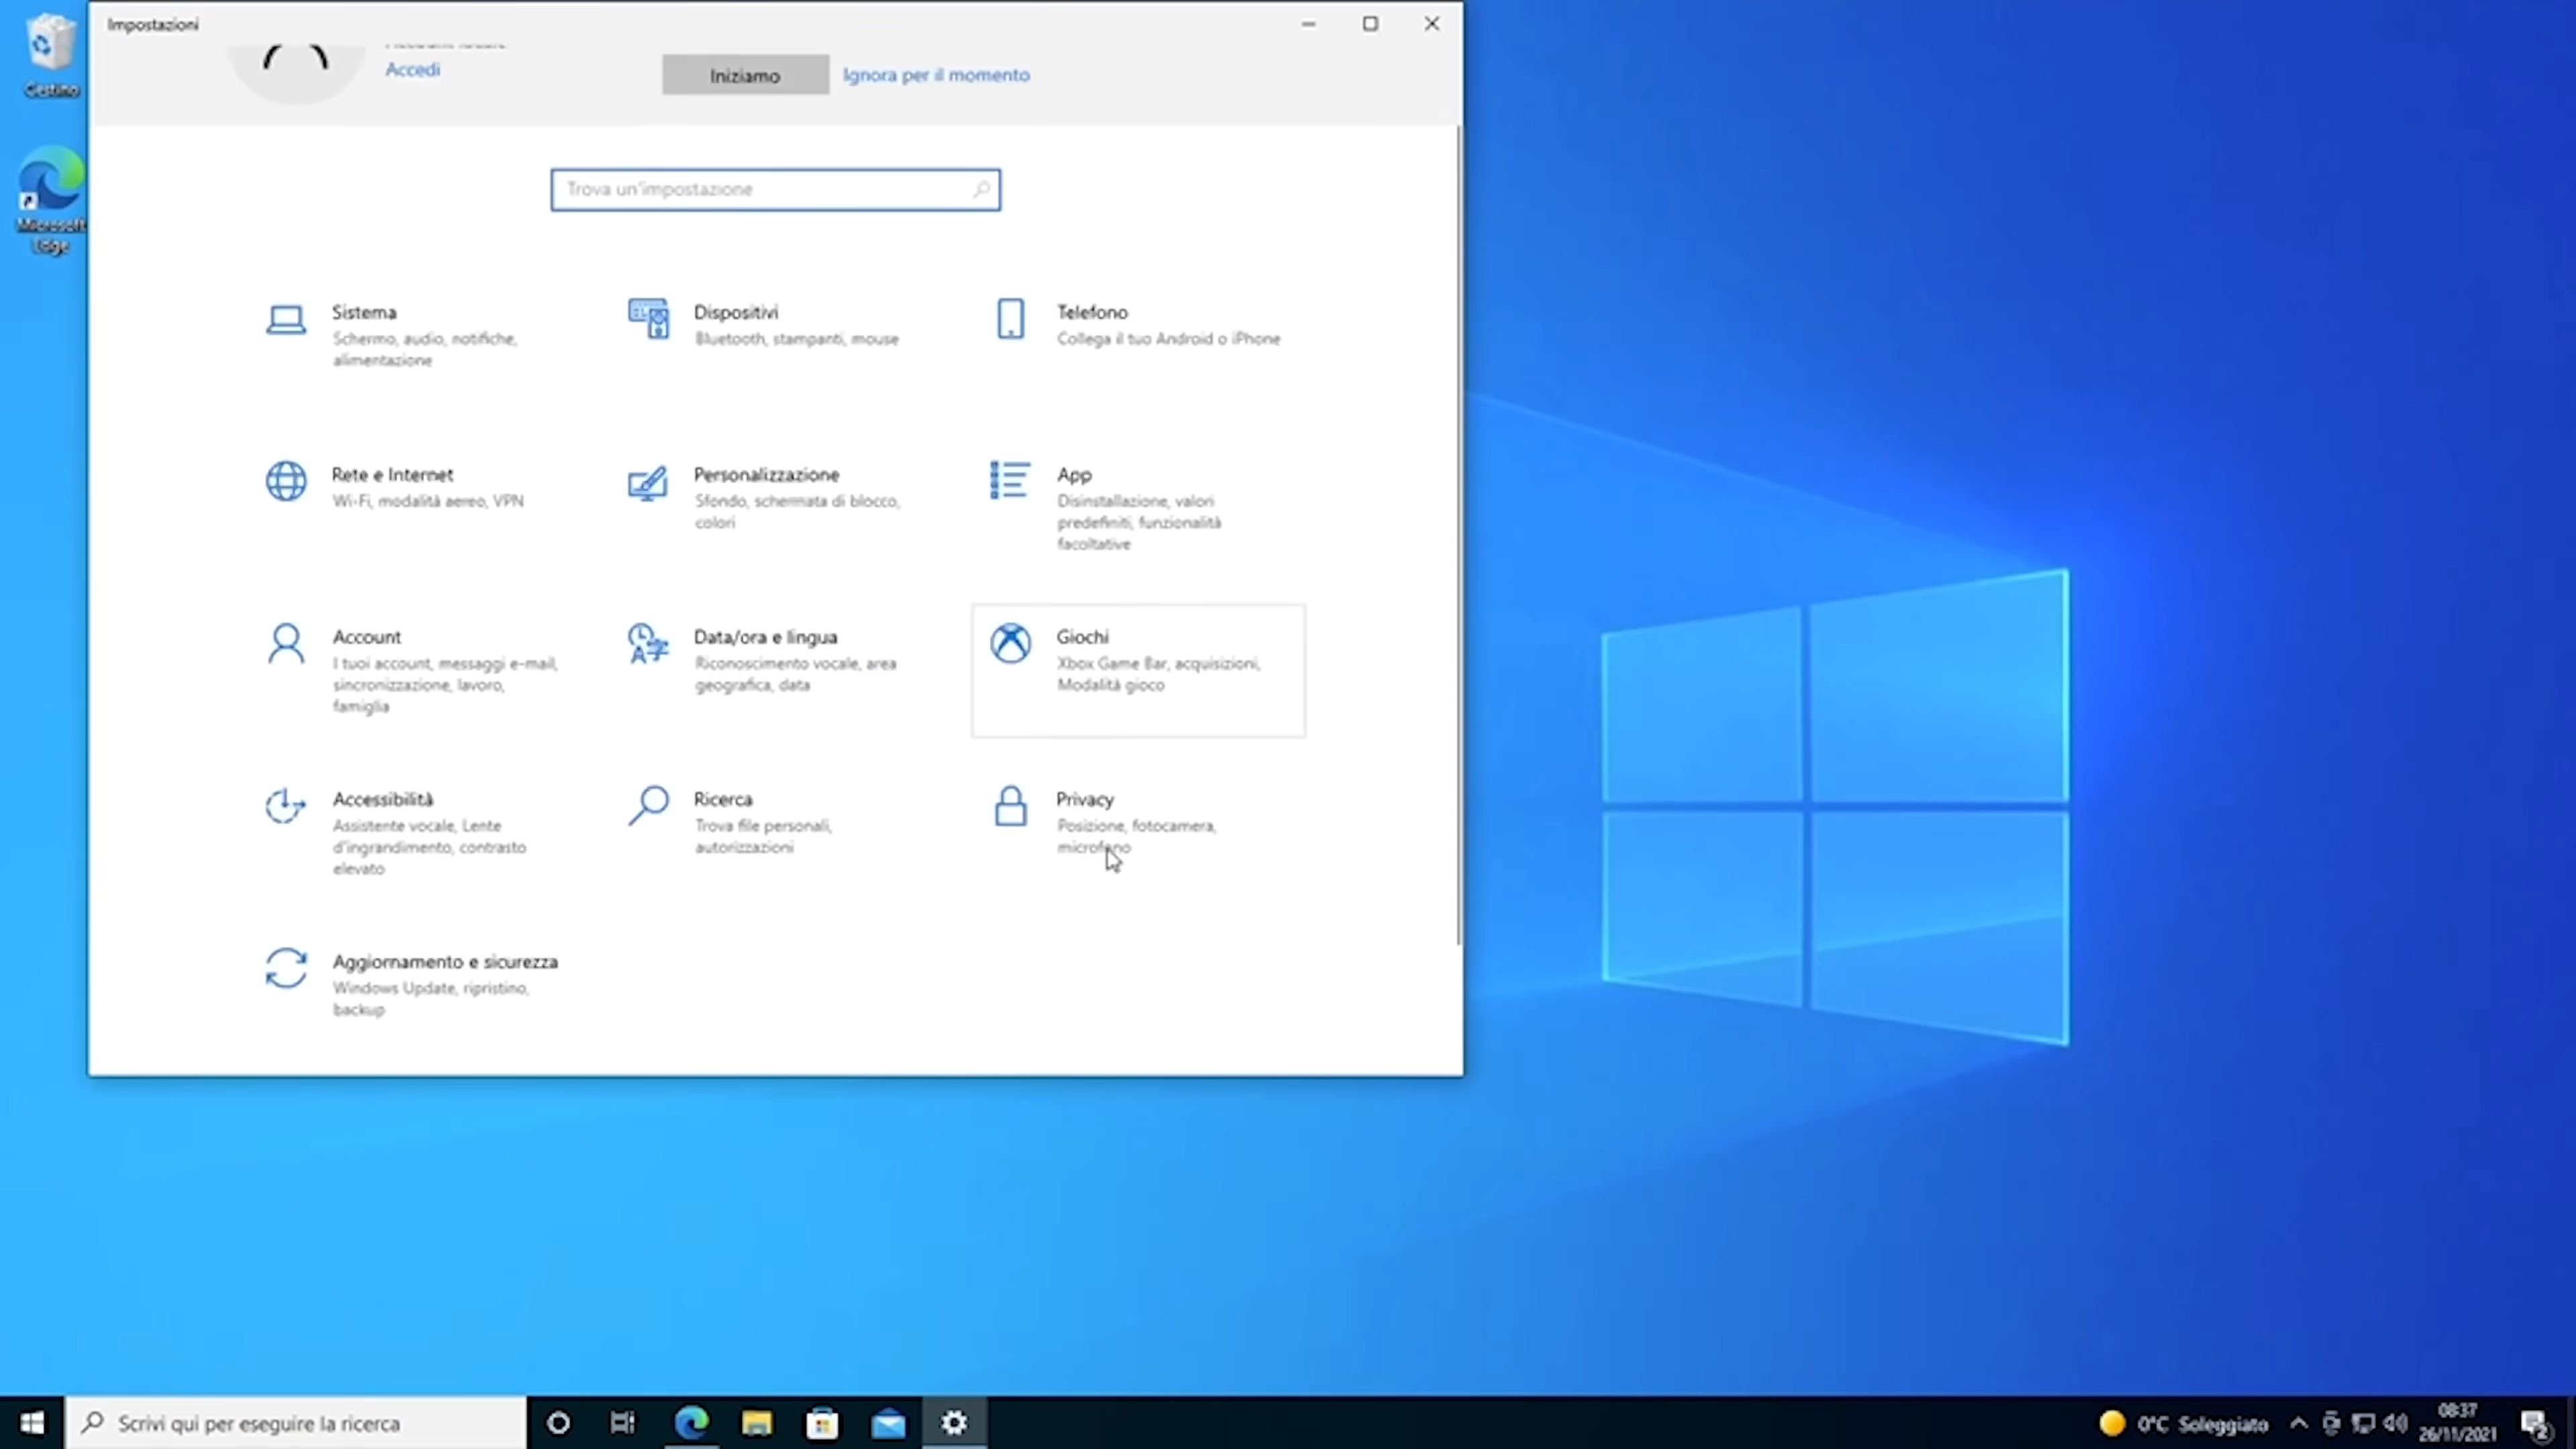 Impostazioni
Accedi
Iniziamo
Ignora per il momento
Trova un'impostazione
Sistema
Schermo, audio, notifiche,
alimentazione
Dispositivi
Bluetooth, stampanti, mouse
Telefono
Collega il tuo Android o iPhone
Rete e Internet
Wi-Fi, modalità aereo, VPN
Personalizzazione
Sfondo, schermata di blocco,
colori
App
Disinstallazione, valori
predefiniti, funzionalità
facoltative
Account
I tuoi account, messaggi e-mail,
sincronizzazione, lavoro,
famiglia
Data/ora e lingua
Riconoscimento vocale, area
geografica, data
Giochi
Xbox Game Bar, acquisizioni,
Modalità gioco
Accessibilità
Assistente vocale, Lente
d'ingrandimento, contrasto
elevato
Ricerca
Trova file personali,
autorizzazioni
Privacy
Posizione, fotocamera,
microfono
Aggiornamento e sicurezza
Windows Update, ripristino,
backup
Cestino
Microsoft
Edge
Scrivi qui per eseguire la ricerca
0°C Soleggiato
08:37
26/11/2021
2